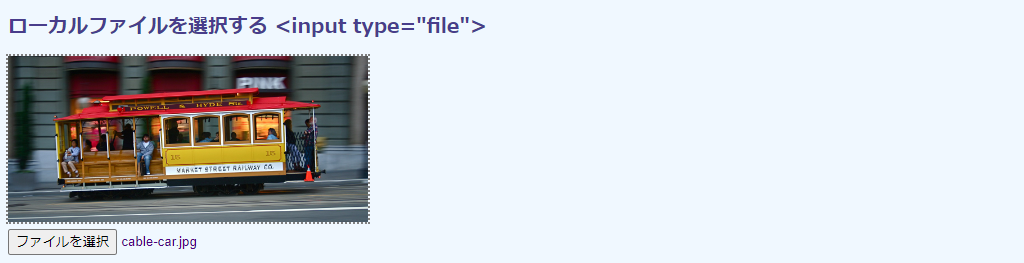 ローカルファイルを選択する <input type="file">
PINK
POWELL & HYDE Sts.
MARKET STREET RAILWAY CO.
ファイルを選択 cable-car.jpg